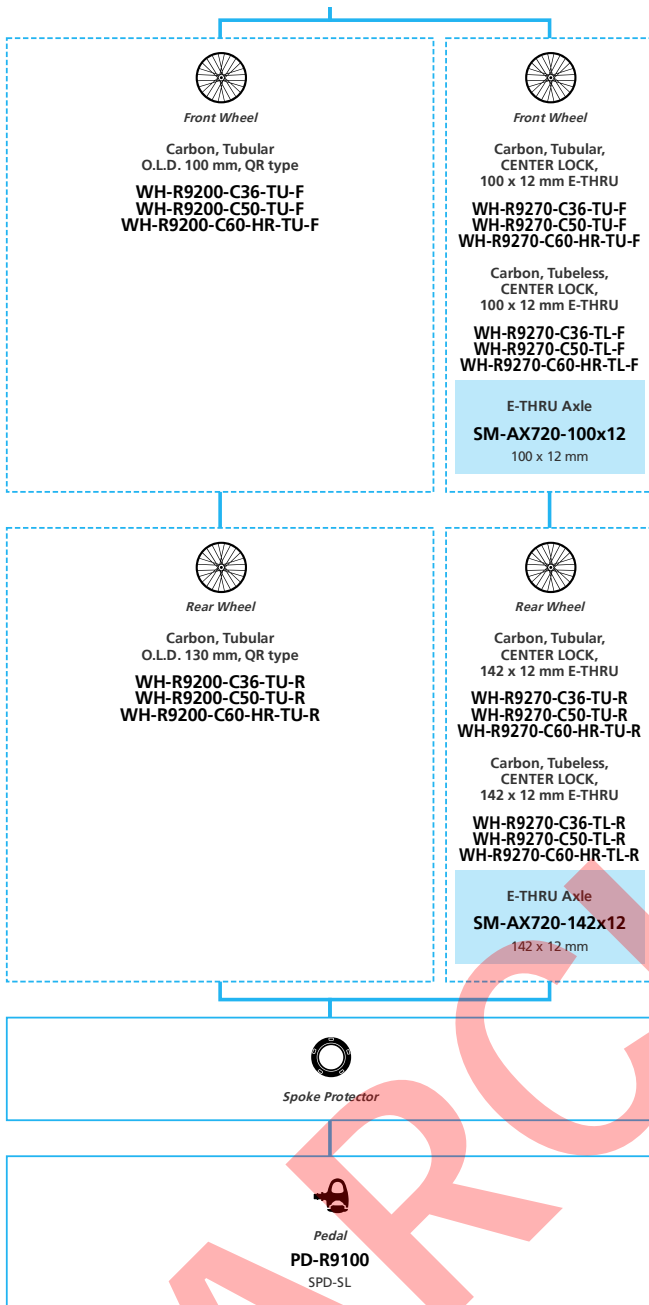 Front Wheel
Carbon, Tubular
O.L.D. 100 mm, QR type
WH-R9200-C36-TU-F
WH-R9200-C50-TU-F
WH-R9200-C60-HR-TU-F
Front Wheel
Carbon, Tubular,
CENTER LOCK,
100 x 12 mm E-THRU
WH-R9270-C36-TU-F
WH-R9270-C50-TU-F
WH-R9270-C60-HR-TU-F
Carbon, Tubeless,
CENTER LOCK,
100 x 12 mm E-THRU
WH-R9270-C36-TL-F
WH-R9270-C50-TL-F
WH-R9270-C60-HR-TL-F
E-THRU Axle
SM-AX720-100x12
100 x 12 mm
Rear Wheel
Carbon, Tubular
O.L.D. 130 mm, QR type
WH-R9200-C36-TU-R
WH-R9200-C50-TU-R
WH-R9200-C60-HR-TU-R
Rear Wheel
Carbon, Tubular,
CENTER LOCK,
142 x 12 mm E-THRU
WH-R9270-C36-TU-R
WH-R9270-C50-TU-R
WH-R9270-C60-HR-TU-R
Carbon, Tubeless,
CENTER LOCK,
142 x 12 mm E-THRU
WH-R9270-C36-TL-R
WH-R9270-C50-TL-R
WH-R9270-C60-HR-TL-R
E-THRU Axle
SM-AX720-142x12
142 x 12 mm
Spoke Protector
Pedal
PD-R9100
SPD-SL